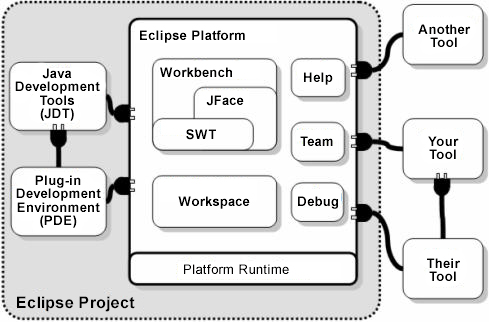 Eclipse Platform
Another
Tool
Java
Development
Tools
(JDT)
Workbench
JFace
SWT
Help
Team
Your
Tool
Plug-in
Development
Environment
(PDE)
Workspace
Debug
Their
Tool
Platform Runtime
Eclipse Project